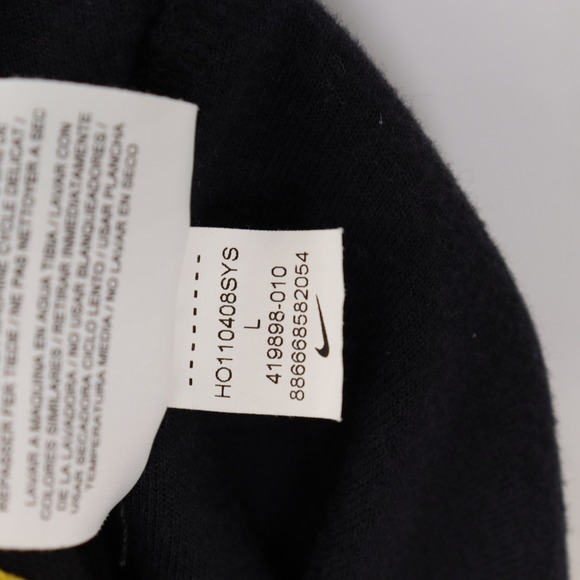 REPASSER FER TIEDE / NE PAS NETTOYER A SEC
LAVAR A MAQUINA EN AGUA TIBIA / LAVAR CON
COLORES SIMILARES / RETIRAR INMEDIATAMENTE
DE LA LAVADORA / NO USAR BLANQUEADORES /
USAR SECADORA CICLO LENTO / USAR PLANCHA
TEMPERATURA MEDIA / NO LAVAR EN SECO
HO110408SYS
L
419898-010
886668582054